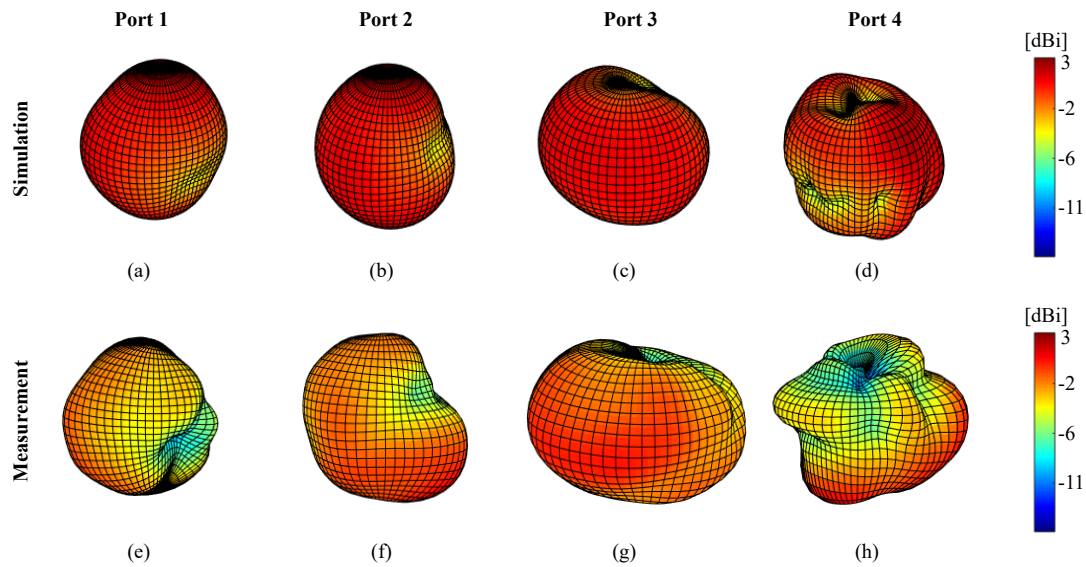 Port 1 Port 2 Port 3 Port 4
[dBi]
Simulation
3
-2
-6
-11
(a) (b) (c) (d)
[dBi]
Measurement
3
-2
-6
-11
(e) (f) (g) (h)